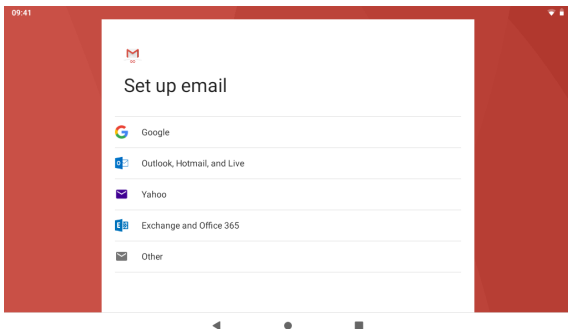 09:41
Set up email
Google
Outlook, Hotmail, and Live
Yahoo
Exchange and Office 365
Other